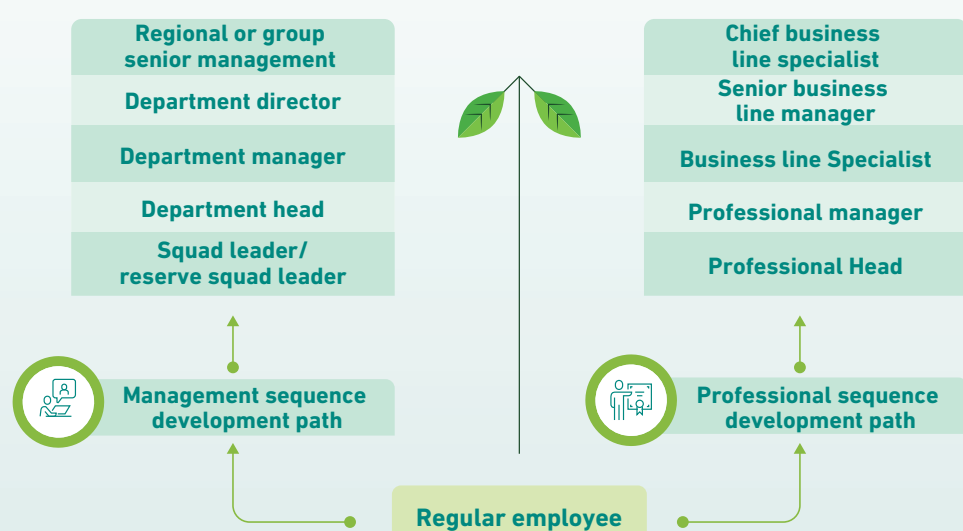 Regional or group
senior management
Department director
Department manager
Department head
Squad leader/
reserve squad leader
Management sequence
development path
Chief business
line specialist
Senior business
line manager
Business line Specialist
Professional manager
Professional Head
Professional sequence
development path
Regular employee